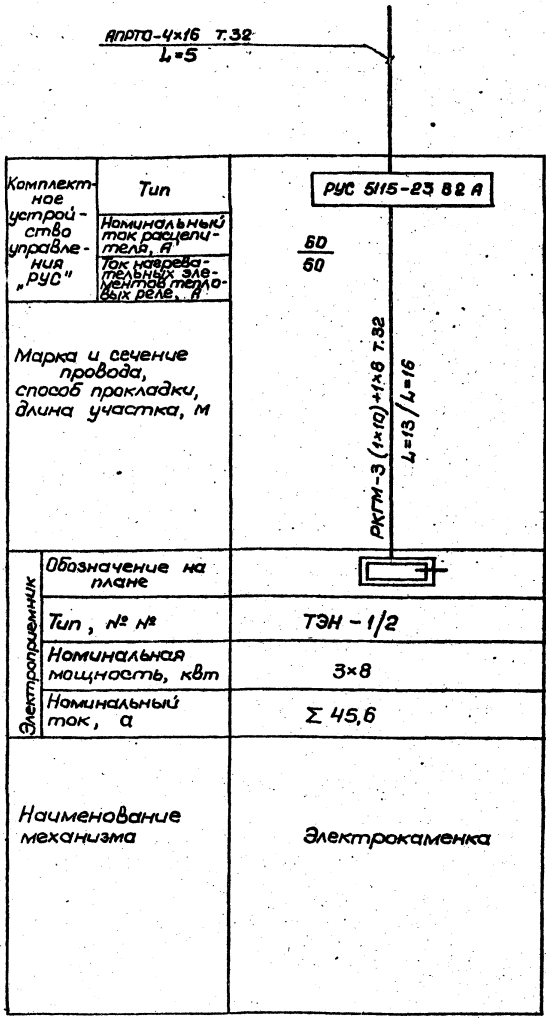 АПРТО-4×16 Т.32
L=5
Комплект-
ное
устрой-
ство
управле-
ния
„РУС"
Тип
РУС 5115-23 В2 А
Номинальный
ток расцепи-
теля, А
Ток нагрева-
тельных эле-
ментов тепло-
вых реле, А
60
60
Марка и сечение
провода,
способ прокладки,
длина участка, м
РКГМ-3 (1×10)+1×8 Т.32
L=13 / L=16
Электроприемник
Обозначение на
плане
Тип, №№
ТЭН-1/2
Номинальная
мощность, квт
3×8
Номинальный
ток, а
Σ 45,6
Наименование
механизма
Электрокаменка